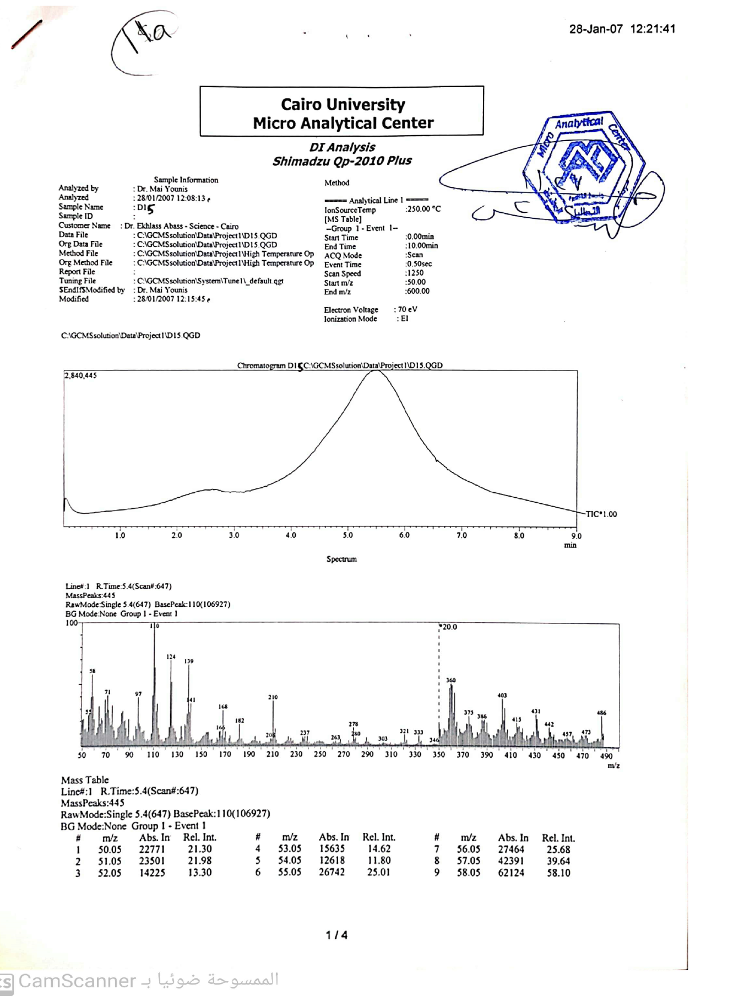 28-Jan-07 12:21:41
Cairo University
Micro Analytical Center
DI Analysis
Shimadzu Qp-2010 Plus
Micro Analytical Center
Sample Information
Analyzed by : Dr. Mai Younis
Analyzed : 28/01/2007 12:08:13 م
Sample Name : D15
Sample ID :
Customer Name : Dr. Ekhlass Abass - Science - Cairo
Data File : C:\GCMSsolution\Data\Project1\D15.QGD
Org Data File : C:\GCMSsolution\Data\Project1\D15.QGD
Method File : C:\GCMSsolution\Data\Project1\High Temperature Op
Org Method File : C:\GCMSsolution\Data\Project1\High Temperature Op
Report File :
Tuning File : C:\GCMSsolution\System\Tune1\_default.qgt
$EndIf$Modified by : Dr. Mai Younis
Modified : 28/01/2007 12:15:45 م
Method
===== Analytical Line 1 =====
IonSourceTemp :250.00 °C
[MS Table]
--Group 1 - Event 1--
Start Time :0.00min
End Time :10.00min
ACQ Mode :Scan
Event Time :0.50sec
Scan Speed :1250
Start m/z :50.00
End m/z :600.00
Electron Voltage : 70 eV
Ionization Mode : EI
C:\GCMSsolution\Data\Project1\D15.QGD
Chromatogram D15 C:\GCMSsolution\Data\Project1\D15.QGD
2,840,445
TIC*1.00
1.0 2.0 3.0 4.0 5.0 6.0 7.0 8.0 9.0
min
Spectrum
Line#:1 R.Time:5.4(Scan#:647)
MassPeaks:445
RawMode:Single 5.4(647) BasePeak:110(106927)
BG Mode:None Group 1 - Event 1
100
110 *20.0
124 139
58
71 97 141 168 210 360
55 166 182 208 237 263 278 280 303 321 333 346 375 386 403 415 431 442 457 473 486
50 70 90 110 130 150 170 190 210 230 250 270 290 310 330 350 370 390 410 430 450 470 490
m/z
Mass Table
Line#:1 R.Time:5.4(Scan#:647)
MassPeaks:445
RawMode:Single 5.4(647) BasePeak:110(106927)
BG Mode:None Group 1 - Event 1
# m/z Abs. In Rel. Int. # m/z Abs. In Rel. Int. # m/z Abs. In Rel. Int.
1 50.05 22771 21.30 4 53.05 15635 14.62 7 56.05 27464 25.68
2 51.05 23501 21.98 5 54.05 12618 11.80 8 57.05 42391 39.64
3 52.05 14225 13.30 6 55.05 26742 25.01 9 58.05 62124 58.10
1 / 4
CS CamScanner الممسوحة ضوئيا بـ